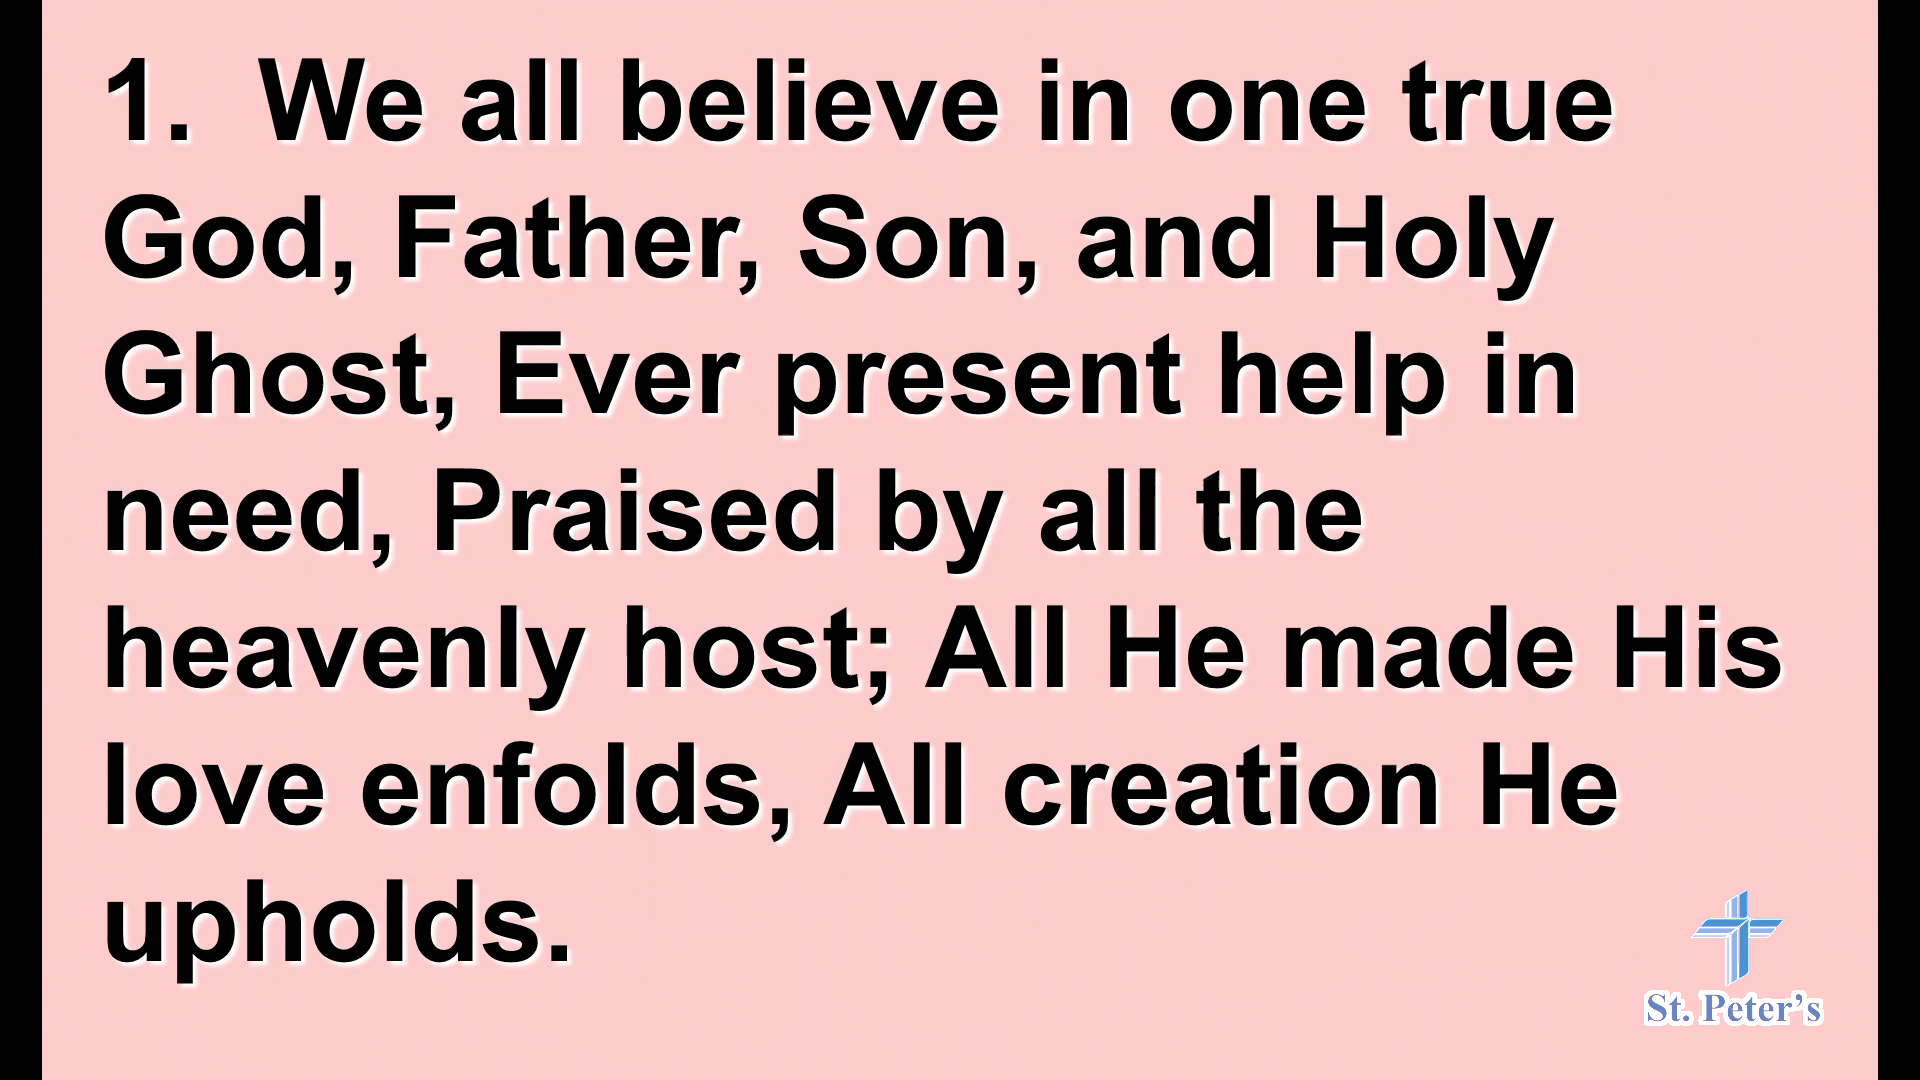 1.  We all believe in one true
God, Father, Son, and Holy
Ghost, Ever present help in
need, Praised by all the
heavenly host; All He made His
love enfolds, All creation He
upholds.
St. Peter’s